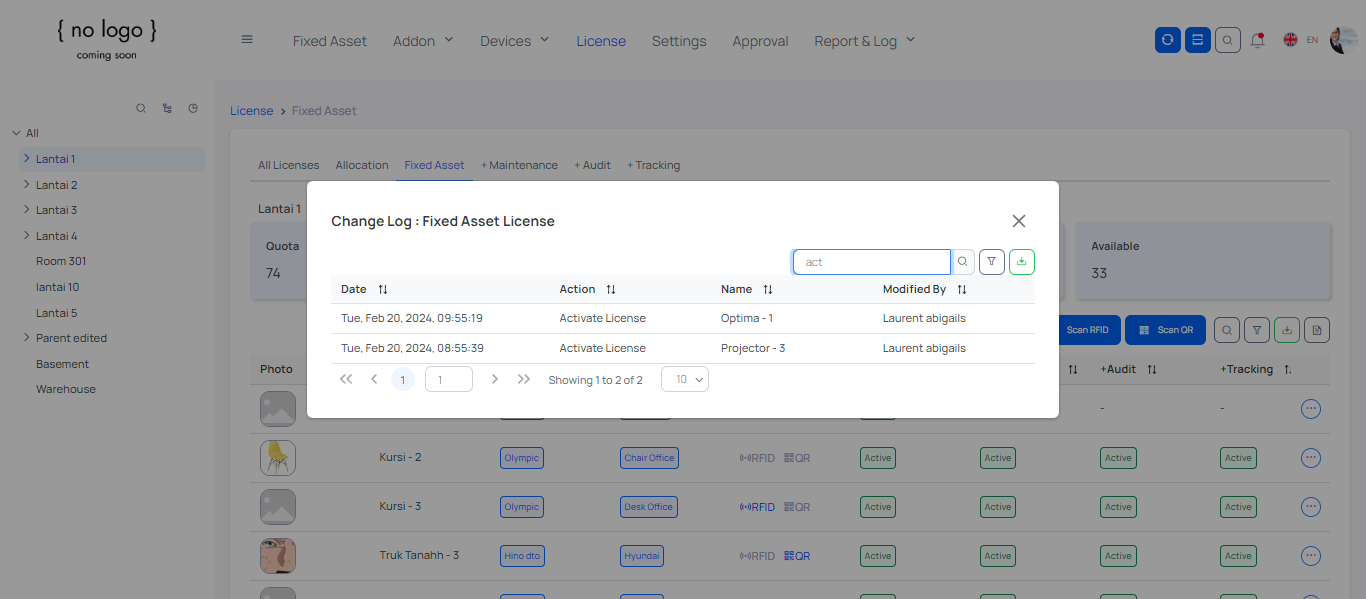 { no logo }
coming soon
Fixed Asset Addon Devices License Settings Approval Report & Log EN
All
Lantai 1
Lantai 2
Lantai 3
Lantai 4
Room 301
lantai 10
Lantai 5
Parent edited
Basement
Warehouse
License > Fixed Asset
All Licenses Allocation Fixed Asset + Maintenance + Audit + Tracking
Lantai 1
Quota
74
Available
33
Scan RFID Scan QR
Change Log : Fixed Asset License
act
Date Action Name Modified By
Tue, Feb 20, 2024, 09:55:19 Activate License Optima - 1 Laurent abigails
Tue, Feb 20, 2024, 08:55:39 Activate License Projector - 3 Laurent abigails
1 1 Showing 1 to 2 of 2 10
Photo +Audit +Tracking
- -
Kursi - 2 Olympic Chair Office RFID QR Active Active Active Active
Kursi - 3 Olympic Desk Office RFID QR Active Active Active Active
Truk Tanahh - 3 Hino dto Hyundai RFID QR Active Active Active Active